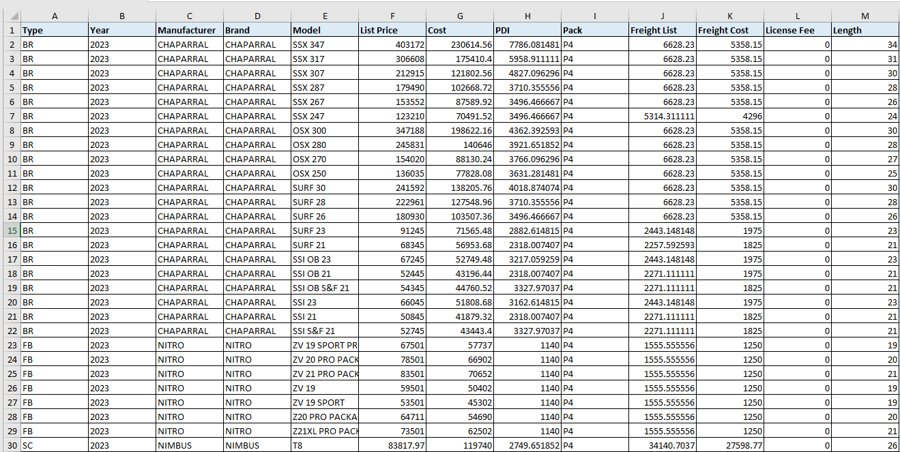 A B C D E F G H I J K L M
1 Type Year Manufacturer Brand Model List Price Cost PDI Pack Freight List Freight Cost License Fee Length
2 BR 2023 CHAPARRAL CHAPARRAL SSX 347 403172 230614.56 7786.081481 P4 6628.23 5358.15 0 34
3 BR 2023 CHAPARRAL CHAPARRAL SSX 317 306608 175410.4 5958.911111 P4 6628.23 5358.15 0 31
4 BR 2023 CHAPARRAL CHAPARRAL SSX 307 212915 121802.56 4827.096296 P4 6628.23 5358.15 0 30
5 BR 2023 CHAPARRAL CHAPARRAL SSX 287 179490 102668.72 3710.355556 P4 6628.23 5358.15 0 28
6 BR 2023 CHAPARRAL CHAPARRAL SSX 267 153552 87589.92 3496.466667 P4 6628.23 5358.15 0 26
7 BR 2023 CHAPARRAL CHAPARRAL SSX 247 123210 70491.52 3496.466667 P4 5314.311111 4296 0 24
8 BR 2023 CHAPARRAL CHAPARRAL OSX 300 347188 198622.16 4362.392593 P4 6628.23 5358.15 0 30
9 BR 2023 CHAPARRAL CHAPARRAL OSX 280 245831 140646 3921.651852 P4 6628.23 5358.15 0 28
10 BR 2023 CHAPARRAL CHAPARRAL OSX 270 154020 88130.24 3766.096296 P4 6628.23 5358.15 0 27
11 BR 2023 CHAPARRAL CHAPARRAL OSX 250 136035 77828.08 3631.281481 P4 6628.23 5358.15 0 25
12 BR 2023 CHAPARRAL CHAPARRAL SURF 30 241592 138205.76 4018.874074 P4 6628.23 5358.15 0 30
13 BR 2023 CHAPARRAL CHAPARRAL SURF 28 222961 127548.96 3710.355556 P4 6628.23 5358.15 0 28
14 BR 2023 CHAPARRAL CHAPARRAL SURF 26 180930 103507.36 3496.466667 P4 6628.23 5358.15 0 26
15 BR 2023 CHAPARRAL CHAPARRAL SURF 23 91245 71565.48 2882.614815 P4 2443.148148 1975 0 23
16 BR 2023 CHAPARRAL CHAPARRAL SURF 21 68345 56953.68 2318.007407 P4 2257.592593 1825 0 21
17 BR 2023 CHAPARRAL CHAPARRAL SSI OB 23 67245 52749.48 3217.059259 P4 2443.148148 1975 0 23
18 BR 2023 CHAPARRAL CHAPARRAL SSI OB 21 52445 43196.44 2318.007407 P4 2271.111111 1825 0 21
19 BR 2023 CHAPARRAL CHAPARRAL SSI OB S&F 21 54345 44760.52 3327.97037 P4 2271.111111 1825 0 21
20 BR 2023 CHAPARRAL CHAPARRAL SSI 23 66045 51808.68 3162.614815 P4 2443.148148 1975 0 23
21 BR 2023 CHAPARRAL CHAPARRAL SSI 21 50845 41879.32 2318.007407 P4 2271.111111 1825 0 21
22 BR 2023 CHAPARRAL CHAPARRAL SSI S&F 21 52745 43443.4 3327.97037 P4 2271.111111 1825 0 21
23 FB 2023 NITRO NITRO ZV 19 SPORT PR 67501 57737 1140 P4 1555.555556 1250 0 19
24 FB 2023 NITRO NITRO ZV 20 PRO PACK 78501 66902 1140 P4 1555.555556 1250 0 20
25 FB 2023 NITRO NITRO ZV 21 PRO PACK 83501 70652 1140 P4 1555.555556 1250 0 21
26 FB 2023 NITRO NITRO ZV 19 59501 50402 1140 P4 1555.555556 1250 0 19
27 FB 2023 NITRO NITRO ZV 19 SPORT 53501 45302 1140 P4 1555.555556 1250 0 19
28 FB 2023 NITRO NITRO Z20 PRO PACKA 64711 54690 1140 P4 1555.555556 1250 0 20
29 FB 2023 NITRO NITRO Z21XL PRO PACK 73501 62502 1140 P4 1555.555556 1250 0 21
30 SC 2023 NIMBUS NIMBUS T8 83817.97 119740 2749.651852 P4 34140.7037 27598.77 0 26